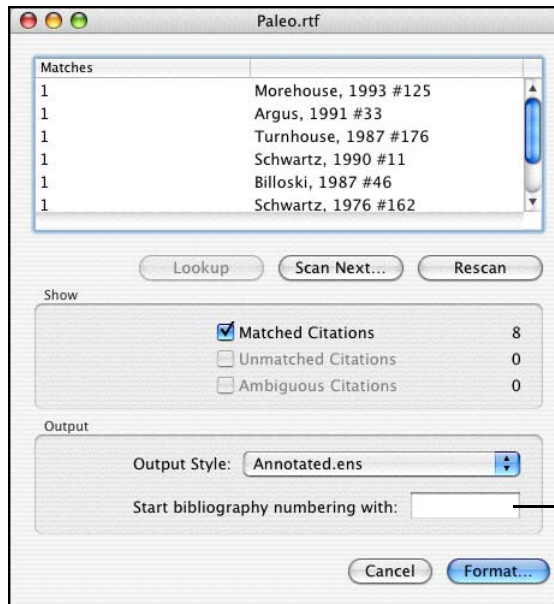 Paleo.rtf
Matches
1 Morehouse, 1993 #125
1 Argus, 1991 #33
1 Turnhouse, 1987 #176
1 Schwartz, 1990 #11
1 Billoski, 1987 #46
1 Schwartz, 1976 #162
Lookup Scan Next... Rescan
Show
Matched Citations 8
Unmatched Citations 0
Ambiguous Citations 0
Output
Output Style: Annotated.ens
Start bibliography numbering with:
Cancel Format...